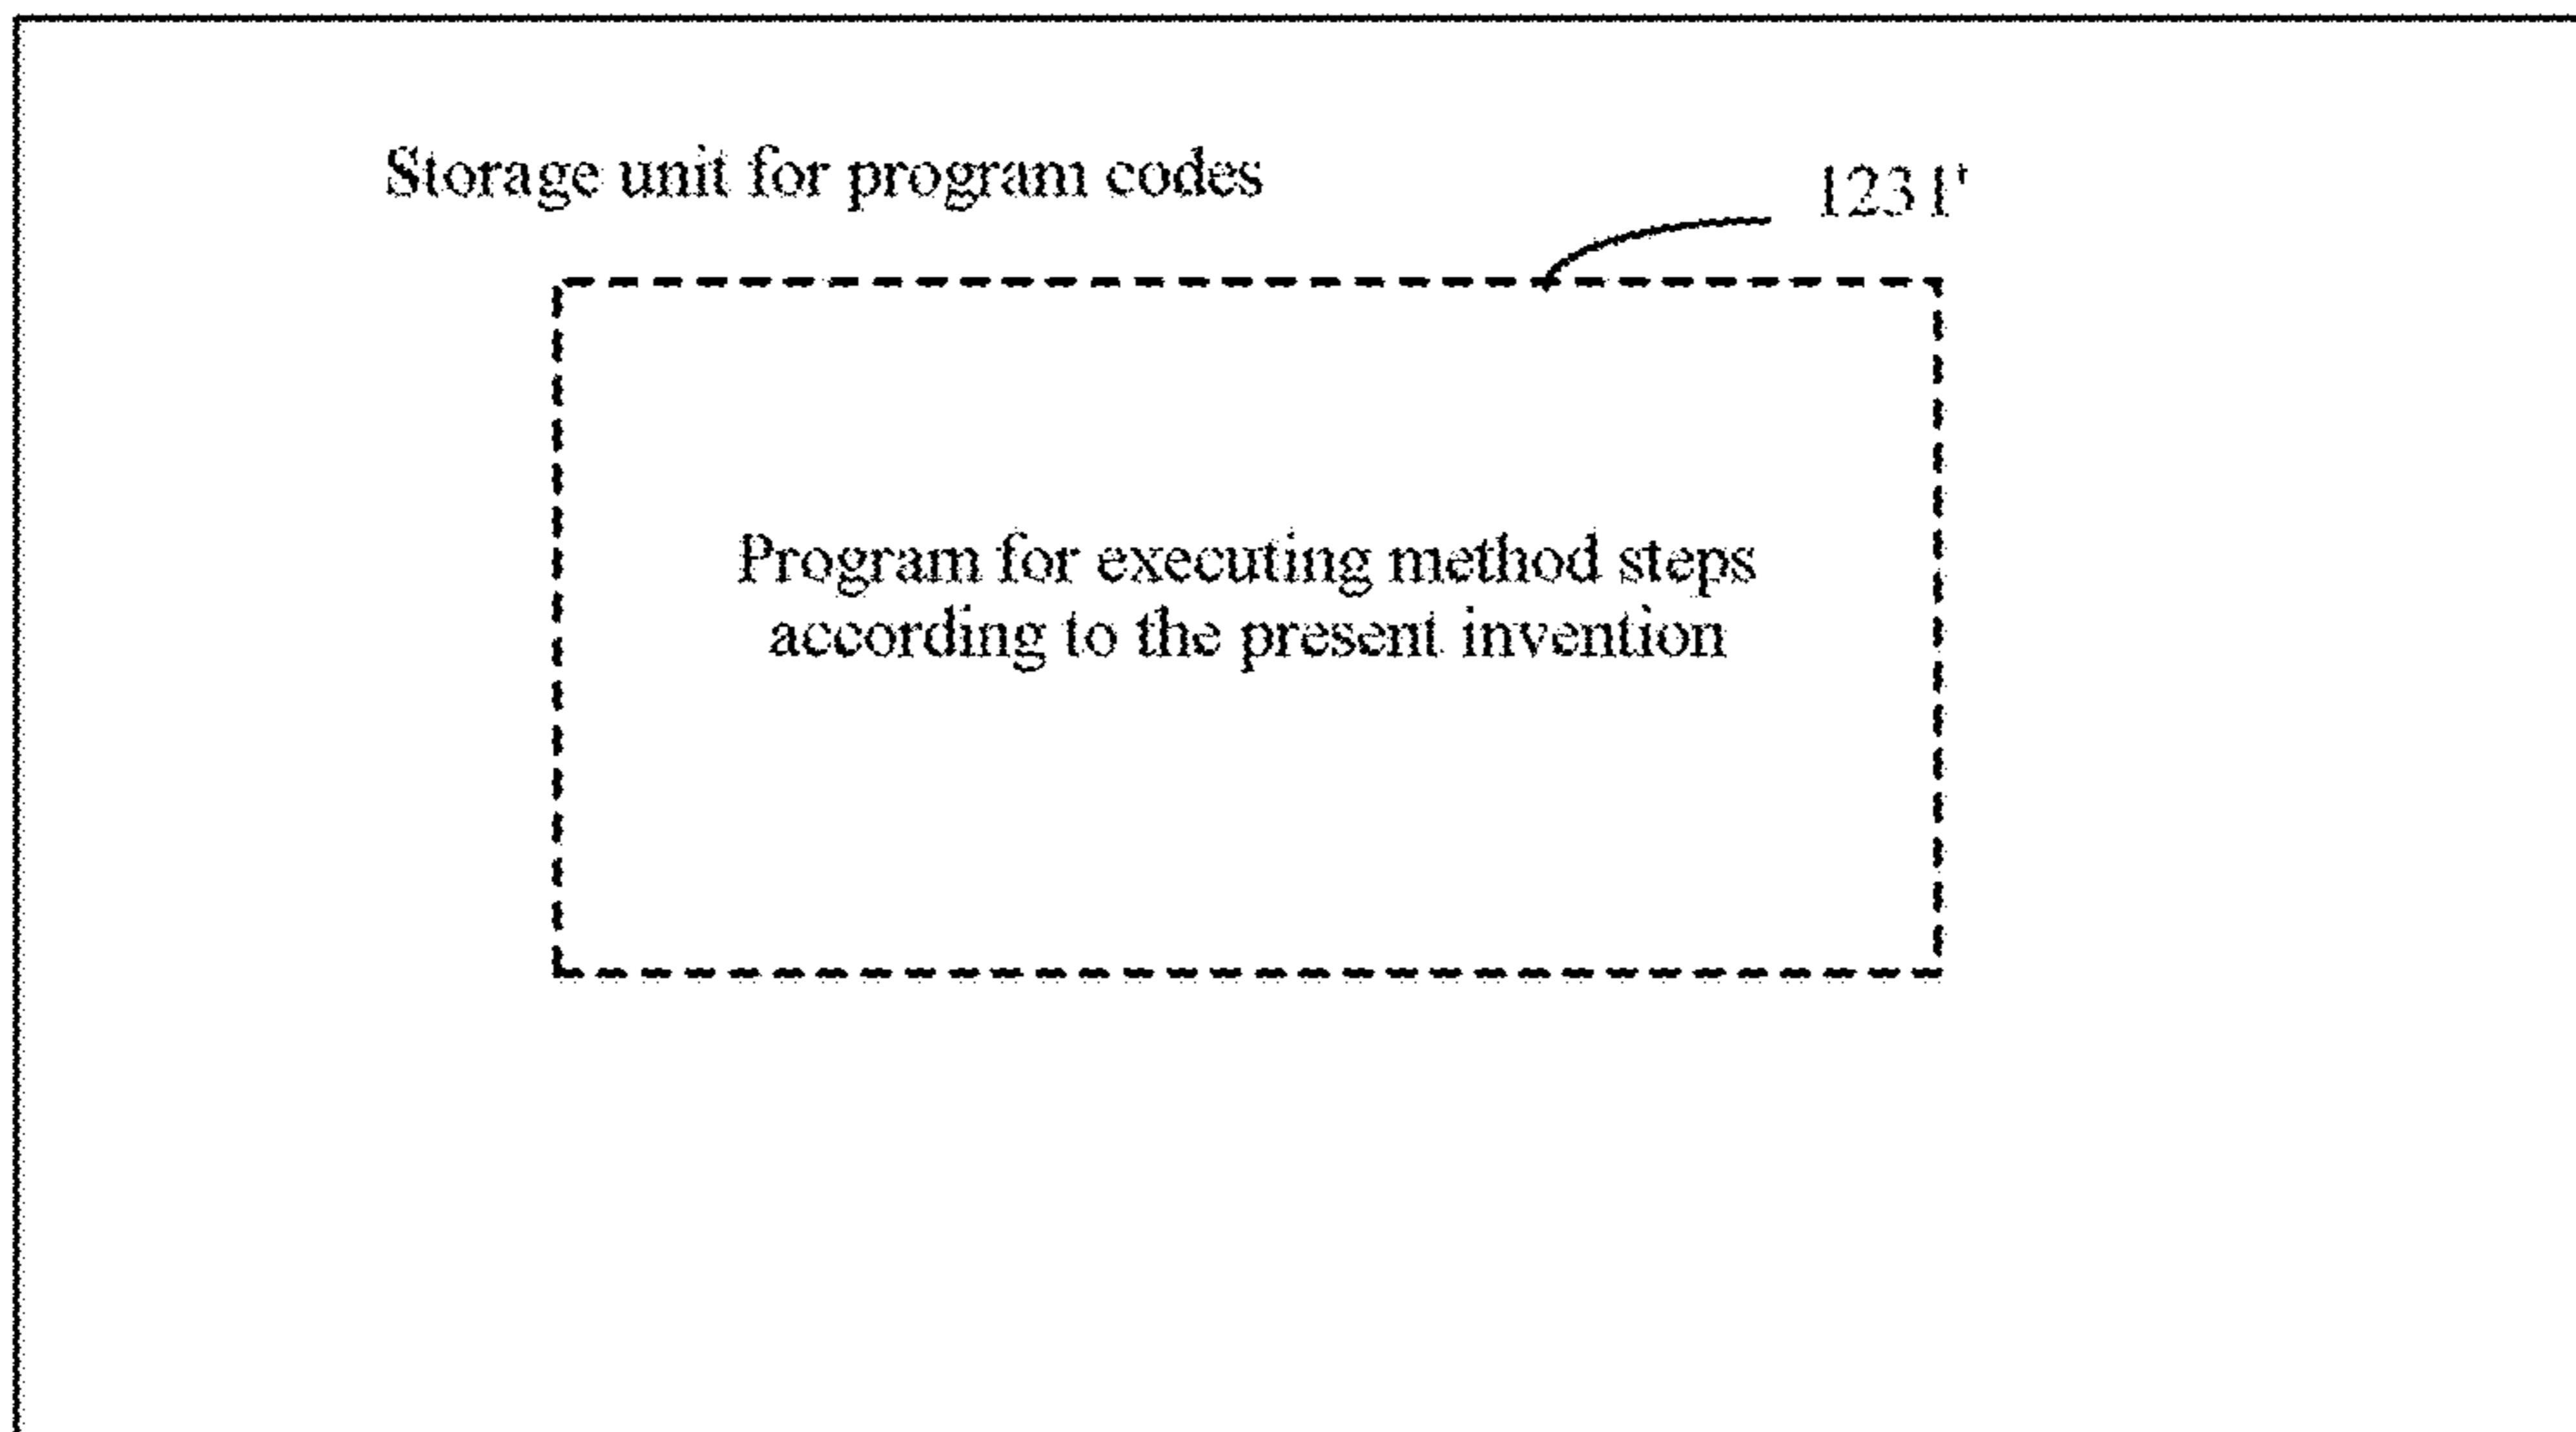 Storage unit for program codes
1231'
Program for executing method steps
according to the present invention